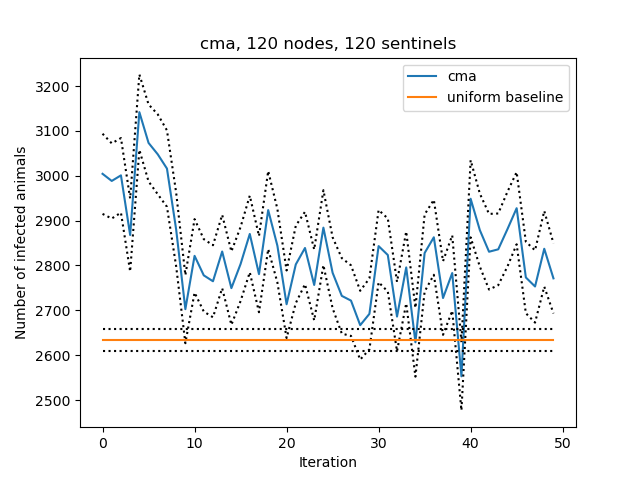 cma, 120 nodes, 120 sentinels
cma
uniform baseline
3200
3100
3000
2900
2800
2700
2600
2500
Number of infected animals
0 10 20 30 40 50
Iteration